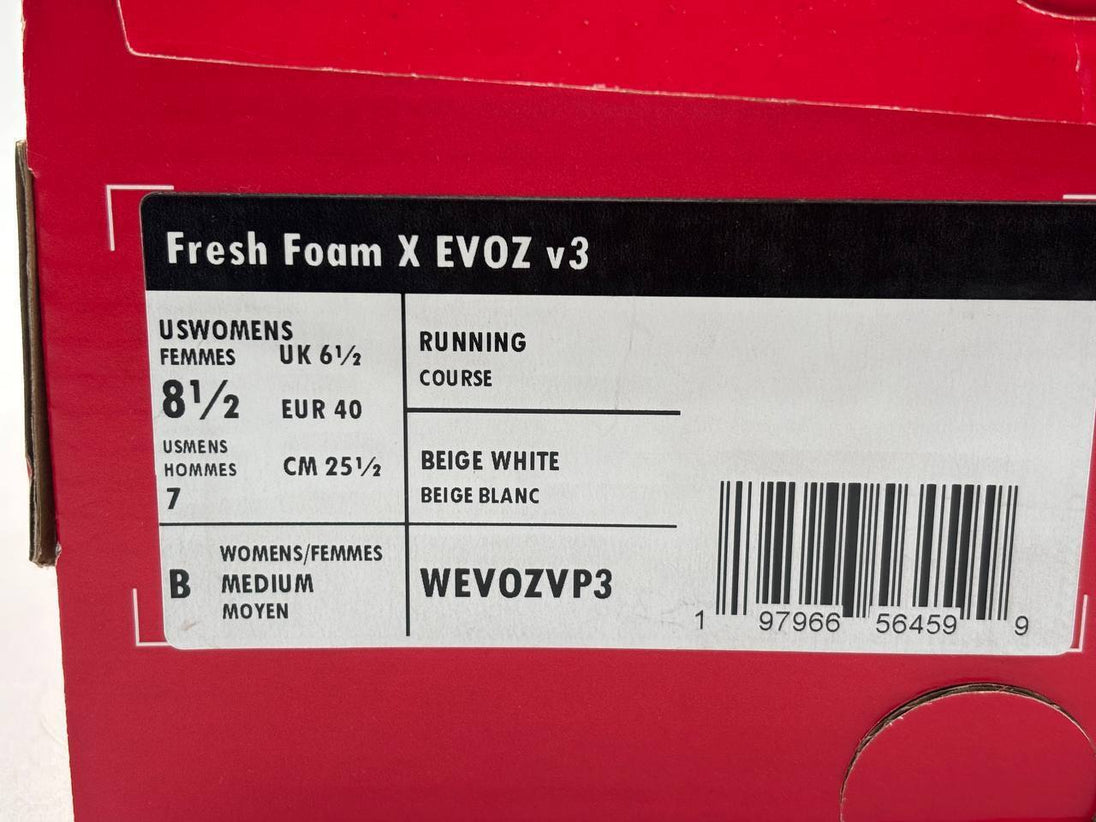 Fresh Foam X EVOZ v3
USWOMENS
FEMMES
8½
UK 6½
EUR 40
USMENS
HOMMES
7
CM 25½
RUNNING
COURSE
BEIGE WHITE
BEIGE BLANC
B
WOMENS/FEMMES
MEDIUM
MOYEN
WEVOZVP3
1 97966 56459 9